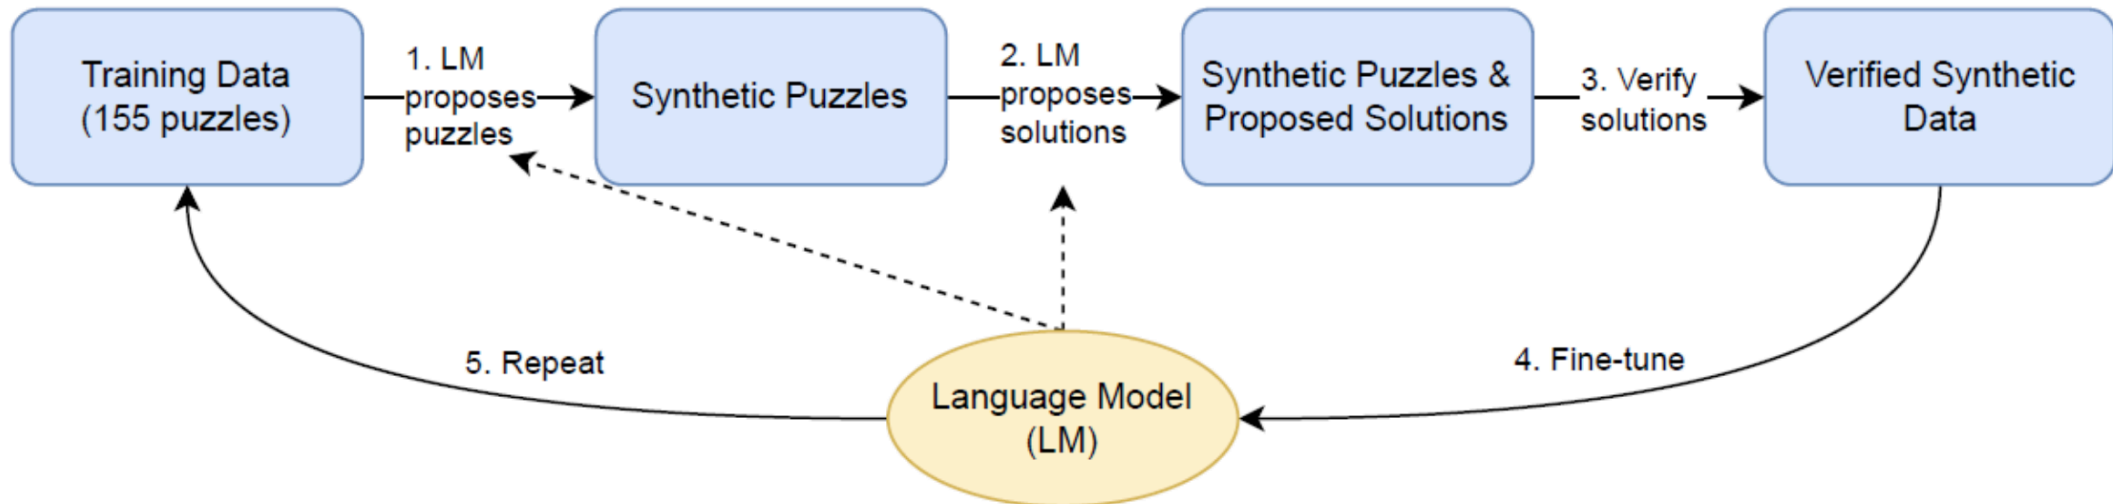 Training Data
(155 puzzles)
1. LM
proposes
puzzles
Synthetic Puzzles
2. LM
proposes
solutions
Synthetic Puzzles &
Proposed Solutions
3. Verify
solutions
Verified Synthetic
Data
5. Repeat
4. Fine-tune
Language Model
(LM)